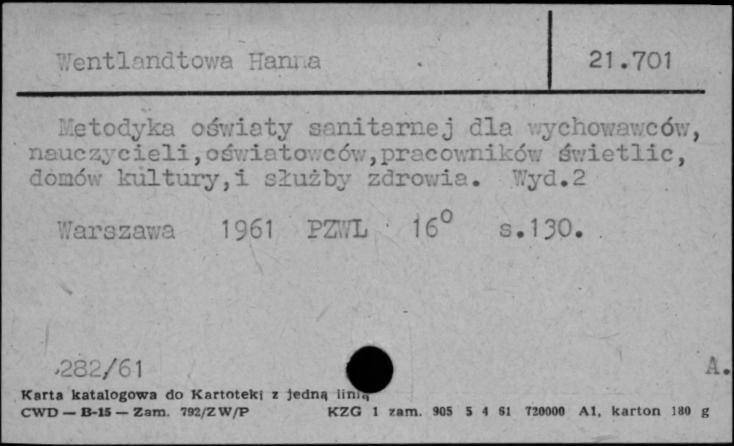 Wentlandtowa Hanna
21.701
Metodyka oświaty sanitarnej dla wychowawców,
nauczycieli,oświatowców,pracowników świetlic,
domów kultury,i służby zdrowia. Wyd.2
Warszawa 1961 PZWL 16⁰ s.130.
282/61
A.
Karta katalogowa do Kartoteki z jedną linią
CWD — B-15 — Zam. 792/ZW/P KZG 1 zam. 905 5 4 61 720000 A1, karton 180 g